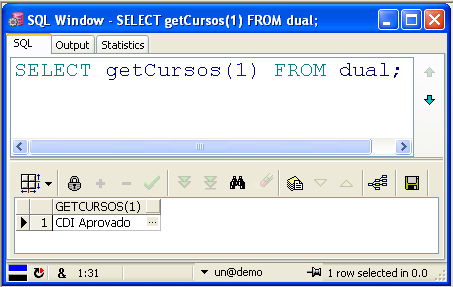 SQL Window - SELECT getCursos(1) FROM dual;
SQL Output Statistics
SELECT getCursos(1) FROM dual;
GETCURSOS(1)
1 CDI Aprovado ...
& 1:31 un@demo 1 row selected in 0.0